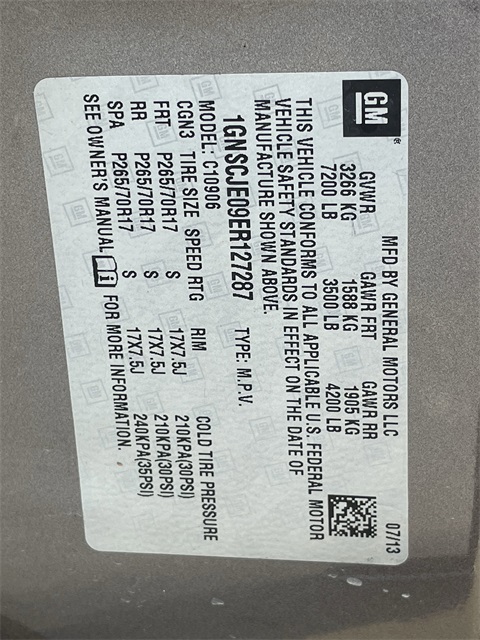 GM
MFD BY GENERAL MOTORS LLC 07/13
GVWR GAWR FRT GAWR RR
3266 KG 1588 KG 1905 KG
7200 LB 3500 LB 4200 LB
THIS VEHICLE CONFORMS TO ALL APPLICABLE U.S. FEDERAL MOTOR
VEHICLE SAFETY STANDARDS IN EFFECT ON THE DATE OF
MANUFACTURE SHOWN ABOVE.
1GNSCJE09ER127287 TYPE: M.P.V.
MODEL: C10906
CGN3 TIRE SIZE SPEED RTG RIM COLD TIRE PRESSURE
FRT P265/70R17 S 17X7.5J 210KPA(30PSI)
RR P265/70R17 S 17X7.5J 210KPA(30PSI)
SPA P265/70R17 S 17X7.5J 240KPA(35PSI)
SEE OWNER'S MANUAL i FOR MORE INFORMATION.